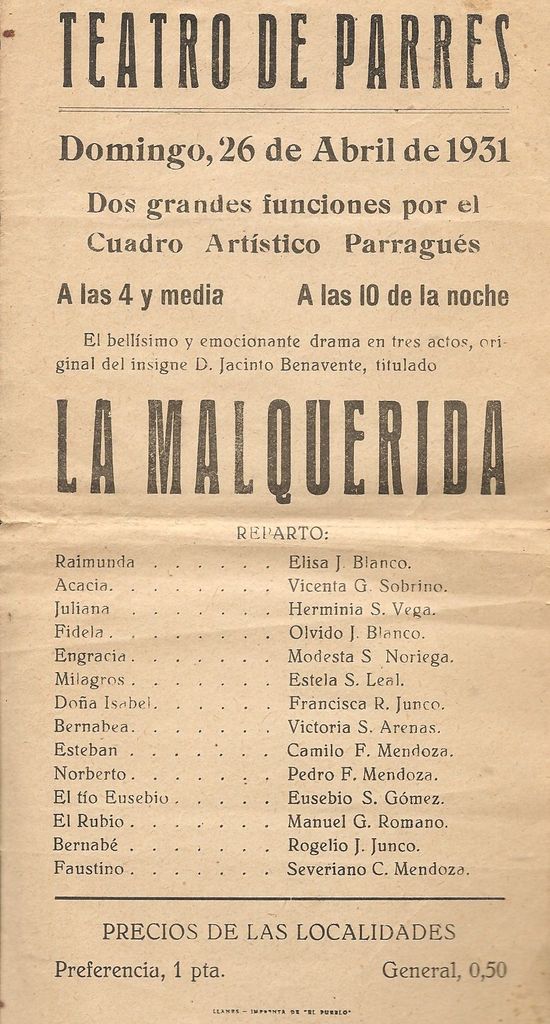 TEATRO DE PARRES
Domingo, 26 de Abril de 1931
Dos grandes funciones por el
Cuadro Artístico Parragués
A las 4 y media A las 10 de la noche
El bellísimo y emocionante drama en tres actos, ori-
ginal del insigne D. Jacinto Benavente, titulado
LA MALQUERIDA
REPARTO:
Raimunda . . . . . . Elisa J. Blanco.
Acacia. . . . . . . Vicenta G. Sobrino.
Juliana . . . . . . Herminia S. Vega.
Fidela . . . . . . . Olvido J. Blanco.
Engracia . . . . . . Modesta S Noriega.
Milagros . . . . . . Estela S. Leal.
Doña Isabel. . . . . . Francisca R. Junco.
Bernabea. . . . . . Victoria S. Arenas.
Esteban . . . . . . Camilo F. Mendoza.
Norberto . . . . . . Pedro F. Mendoza.
El tío Eusebio . . . . . Eusebio S. Gómez.
El Rubio . . . . . . Manuel G. Romano.
Bernabé . . . . . . Rogelio J. Junco.
Faustino . . . . . . Severiano C. Mendoza.
PRECIOS DE LAS LOCALIDADES
Preferencia, 1 pta. General, 0,50
LLANES.—IMPRENTA DE "EL PUEBLO"